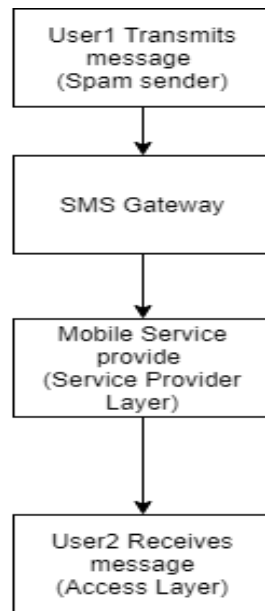 User1 Transmits
message
(Spam sender)
SMS Gateway
Mobile Service
provide
(Service Provider
Layer)
User2 Receives
message
(Access Layer)